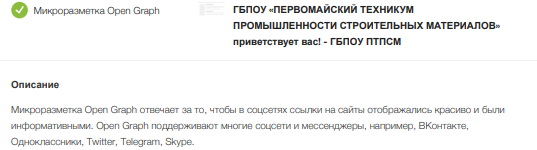 Микроразметка Open Graph
ГБПОУ «ПЕРВОМАЙСКИЙ ТЕХНИКУМ
ПРОМЫШЛЕННОСТИ СТРОИТЕЛЬНЫХ МАТЕРИАЛОВ»
приветствует вас! - ГБПОУ ПТПСМ
Описание
Микроразметка Open Graph отвечает за то, чтобы в соцсетях ссылки на сайты отображались красиво и были
информативными. Open Graph поддерживают многие соцсети и мессенджеры, например, ВКонтакте,
Одноклассники, Twitter, Telegram, Skype.